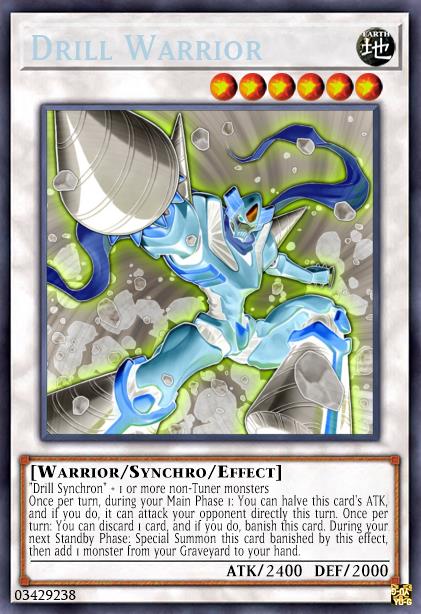 Drill Warrior
EARTH
地
[Warrior/Synchro/Effect]
"Drill Synchron" + 1 or more non-Tuner monsters
Once per turn, during your Main Phase 1: You can halve this card's ATK,
and if you do, it can attack your opponent directly this turn. Once per
turn: You can discard 1 card, and if you do, banish this card. During your
next Standby Phase: Special Summon this card banished by this effect,
then add 1 monster from your Graveyard to your hand.
ATK/2400 DEF/2000
03429238